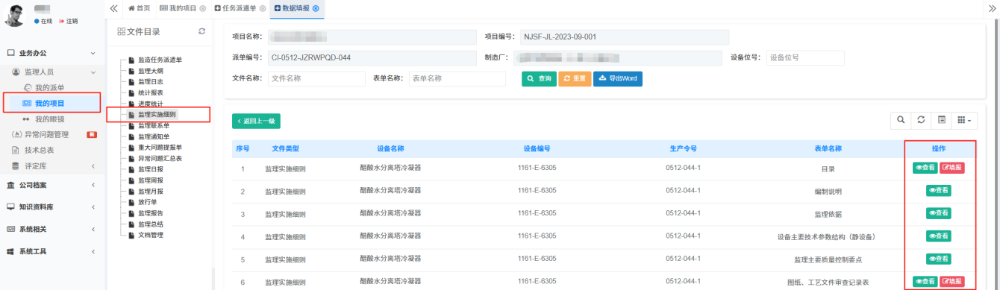 首页 我的项目 任务派遣单 数据填报
在线 注销
业务办公
监理人员
我的派单
我的项目
我的眼镜
异常问题管理
技术总表
评定库
公司档案
知识资料库
系统相关
系统工具
文件目录
监造任务派遣单
监理大纲
监理日志
统计报表
进度统计
监理实施细则
监理联系单
监理通知单
重大问题提报单
异常问题汇总表
监理日报
监理周报
监理月报
放行单
监理报告
监理总结
文档管理
项目名称: 项目编号: NJSF-JL-2023-09-001
派单编号: CI-0512-JZRWPQD-044 制造厂: 设备位号: 设备位号
文件名称: 文件名称 表单名称: 表单名称 查询 重置 导出Word
返回上一级
序号 文件类型 设备名称 设备编号 生产令号 表单名称 操作
1 监理实施细则 醋酸水分离塔冷凝器 1161-E-6305 0512-044-1 目录 查看 填报
2 监理实施细则 醋酸水分离塔冷凝器 1161-E-6305 0512-044-1 编制说明 查看
3 监理实施细则 醋酸水分离塔冷凝器 1161-E-6305 0512-044-1 监理依据 查看
4 监理实施细则 醋酸水分离塔冷凝器 1161-E-6305 0512-044-1 设备主要技术参数结构（静设备） 查看
5 监理实施细则 醋酸水分离塔冷凝器 1161-E-6305 0512-044-1 监理主要质量控制要点 查看
6 监理实施细则 醋酸水分离塔冷凝器 1161-E-6305 0512-044-1 图纸、工艺文件审查记录表 查看 填报